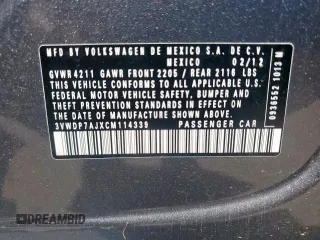 MFD BY VOLKSWAGEN DE MEXICO S.A. DE C.V.
MEXICO 02/12
GVWR 4211 GAWR FRONT 2205 / REAR 2116 LBS
THIS VEHICLE CONFORMS TO ALL APPLICABLE U.S.
FEDERAL MOTOR VEHICLE SAFETY, BUMPER AND
THEFT PREVENTION STANDARDS IN EFFECT ON
THE DATE OF MANUFACTURE SHOWN ABOVE
3VWDP7AJXCM114339 PASSENGER CAR
0936552 1013 M
DREAMBID